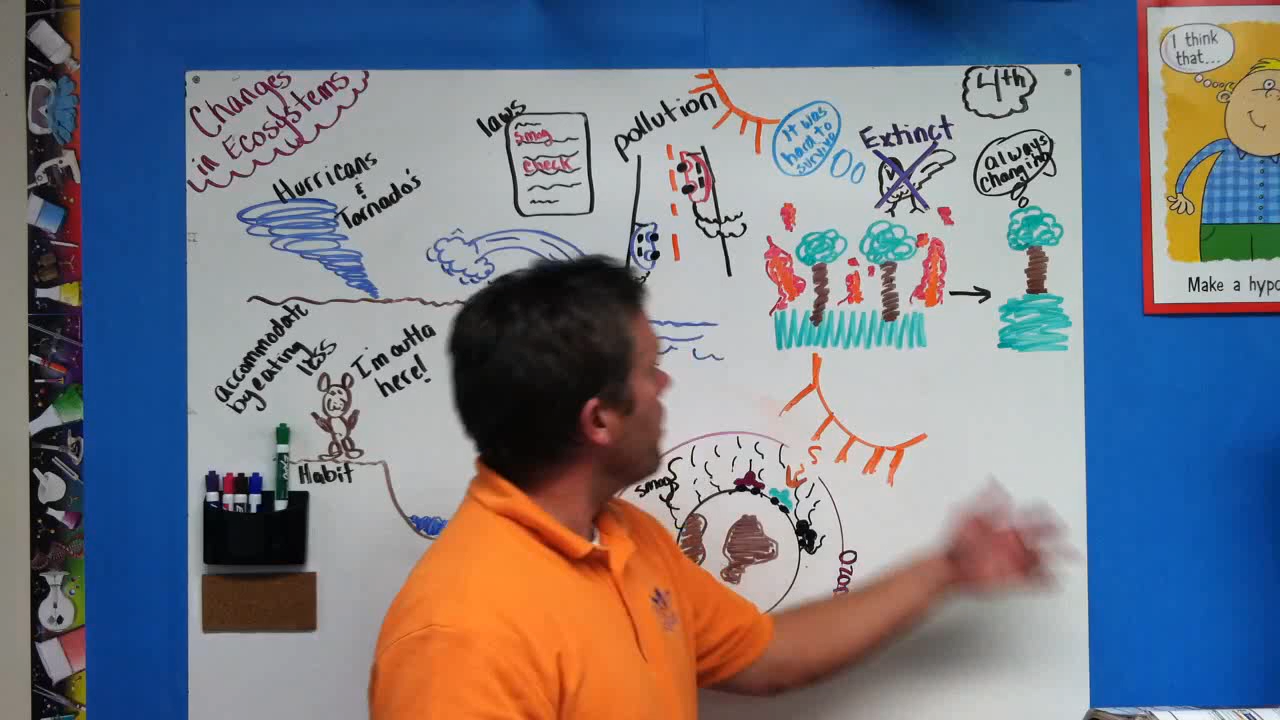 Changes
in Ecosystems
Hurricans
&
Tornado's
laws
smog
check
pollution
It was
hard to
survive
Extinct
4th
always
changing
I think
that...
Make a hypo
accommodate
by eating
less
I'm outta
here!
Habit
smog
Ozo